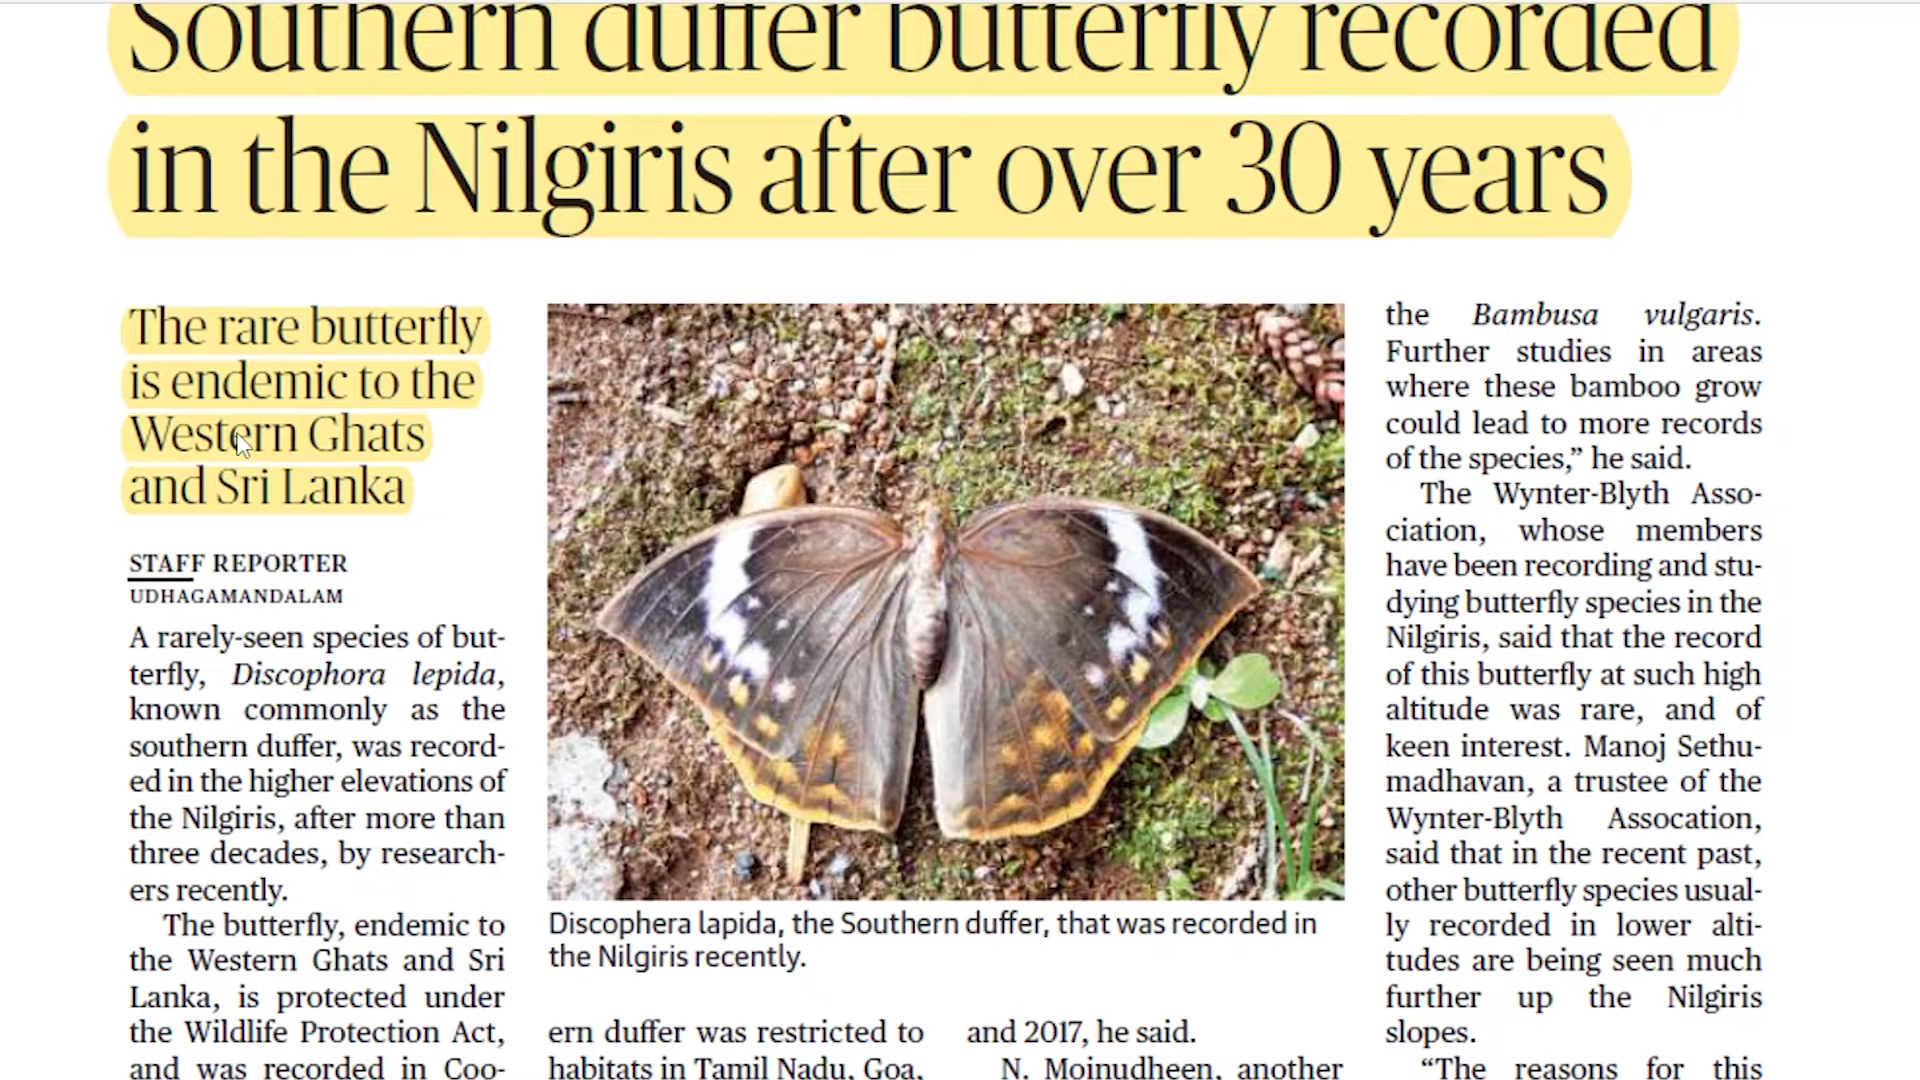 Southern duffer butterfly recorded
in the Nilgiris after over 30 years
The rare butterfly
is endemic to the
Western Ghats
and Sri Lanka
STAFF REPORTER
UDHAGAMANDALAM
A rarely-seen species of but-
terfly, Discophora lepida,
known commonly as the
southern duffer, was record-
ed in the higher elevations of
the Nilgiris, after more than
three decades, by research-
ers recently.
The butterfly, endemic to
the Western Ghats and Sri
Lanka, is protected under
the Wildlife Protection Act,
and was recorded in Coo-
Discophera lapida, the Southern duffer, that was recorded in
the Nilgiris recently.
ern duffer was restricted to
habitats in Tamil Nadu, Goa,
and 2017, he said.
N. Moinudheen, another
the Bambusa vulgaris.
Further studies in areas
where these bamboo grow
could lead to more records
of the species,” he said.
The Wynter-Blyth Asso-
ciation, whose members
have been recording and stu-
dying butterfly species in the
Nilgiris, said that the record
of this butterfly at such high
altitude was rare, and of
keen interest. Manoj Sethu-
madhavan, a trustee of the
Wynter-Blyth Assocation,
said that in the recent past,
other butterfly species usual-
ly recorded in lower alti-
tudes are being seen much
further up the Nilgiris
slopes.
“The reasons for this